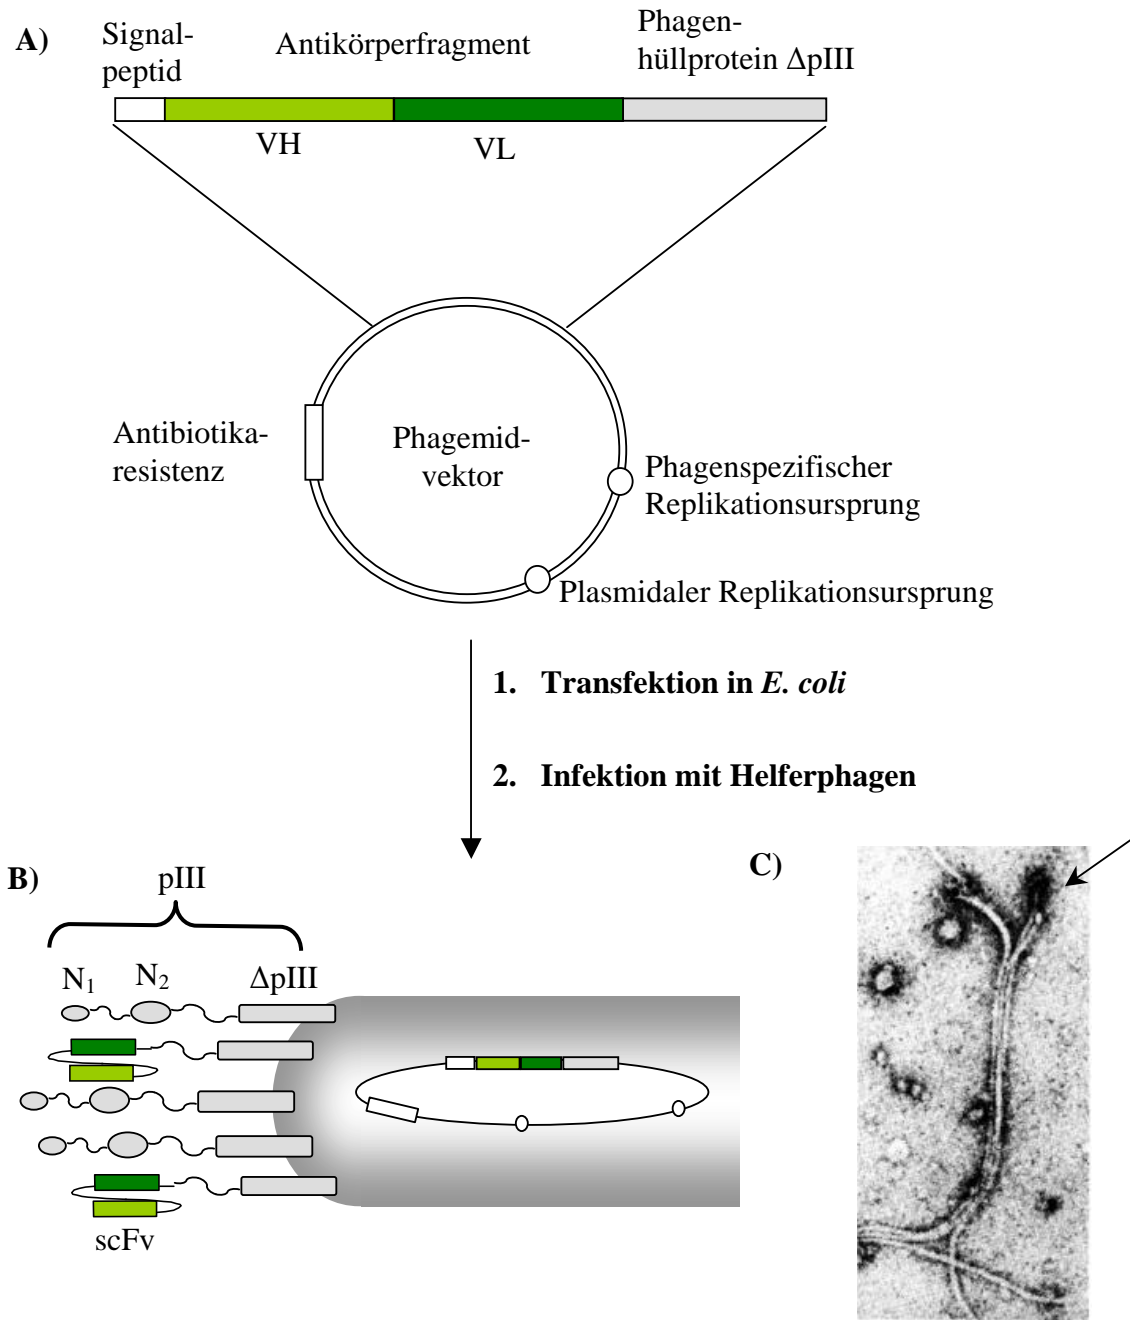 A)
Signal-
peptid
Antikörperfragment
Phagen-
hüllprotein ΔpIII
VH
VL
Antibiotika-
resistenz
Phagemid-
vektor
Phagenspezifischer
Replikationsursprung
Plasmidaler Replikationsursprung
1. Transfektion in E. coli
2. Infektion mit Helferphagen
B)
pIII
C)
N1
N2
ΔpIII
scFv